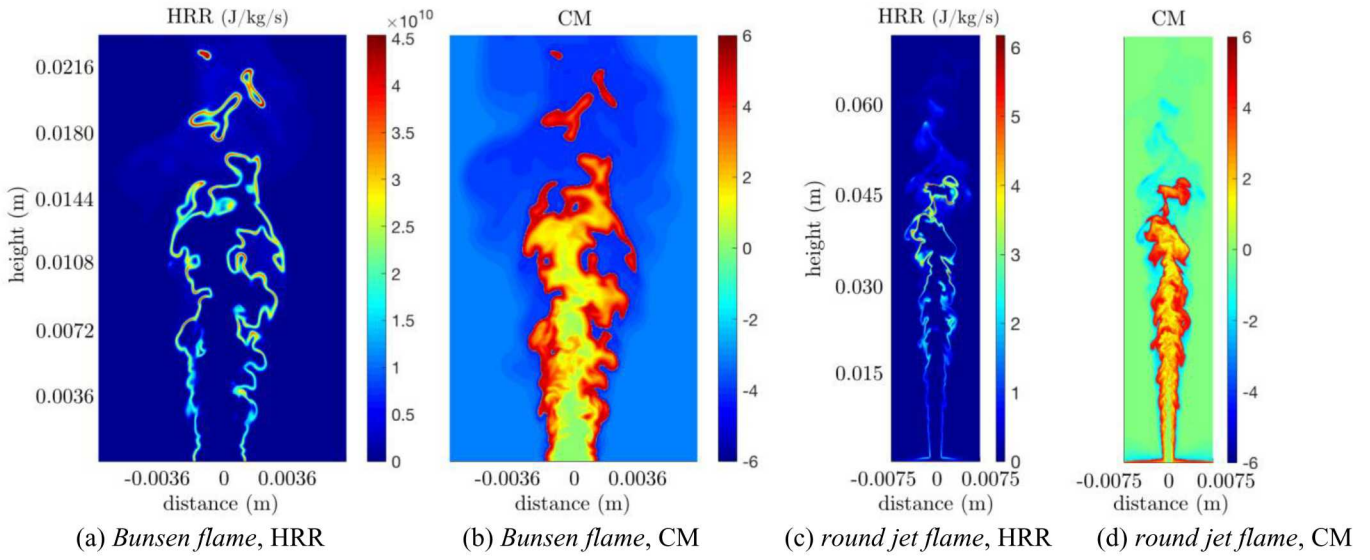 HRR (J/kg/s)
×10¹⁰
4.5
4
3.5
3
2.5
2
1.5
1
0.5
0
0.0216
0.0180
0.0144
0.0108
0.0072
0.0036
height (m)
-0.0036 0 0.0036
distance (m)
(a) Bunsen flame, HRR
CM
6
4
2
0
-2
-4
-6
-0.0036 0 0.0036
distance (m)
(b) Bunsen flame, CM
HRR (J/kg/s)
6
5
4
3
2
1
0
0.060
0.045
0.030
0.015
height (m)
-0.0075 0 0.0075
distance (m)
(c) round jet flame, HRR
CM
6
4
2
0
-2
-4
-6
-0.0075 0 0.0075
distance (m)
(d) round jet flame, CM